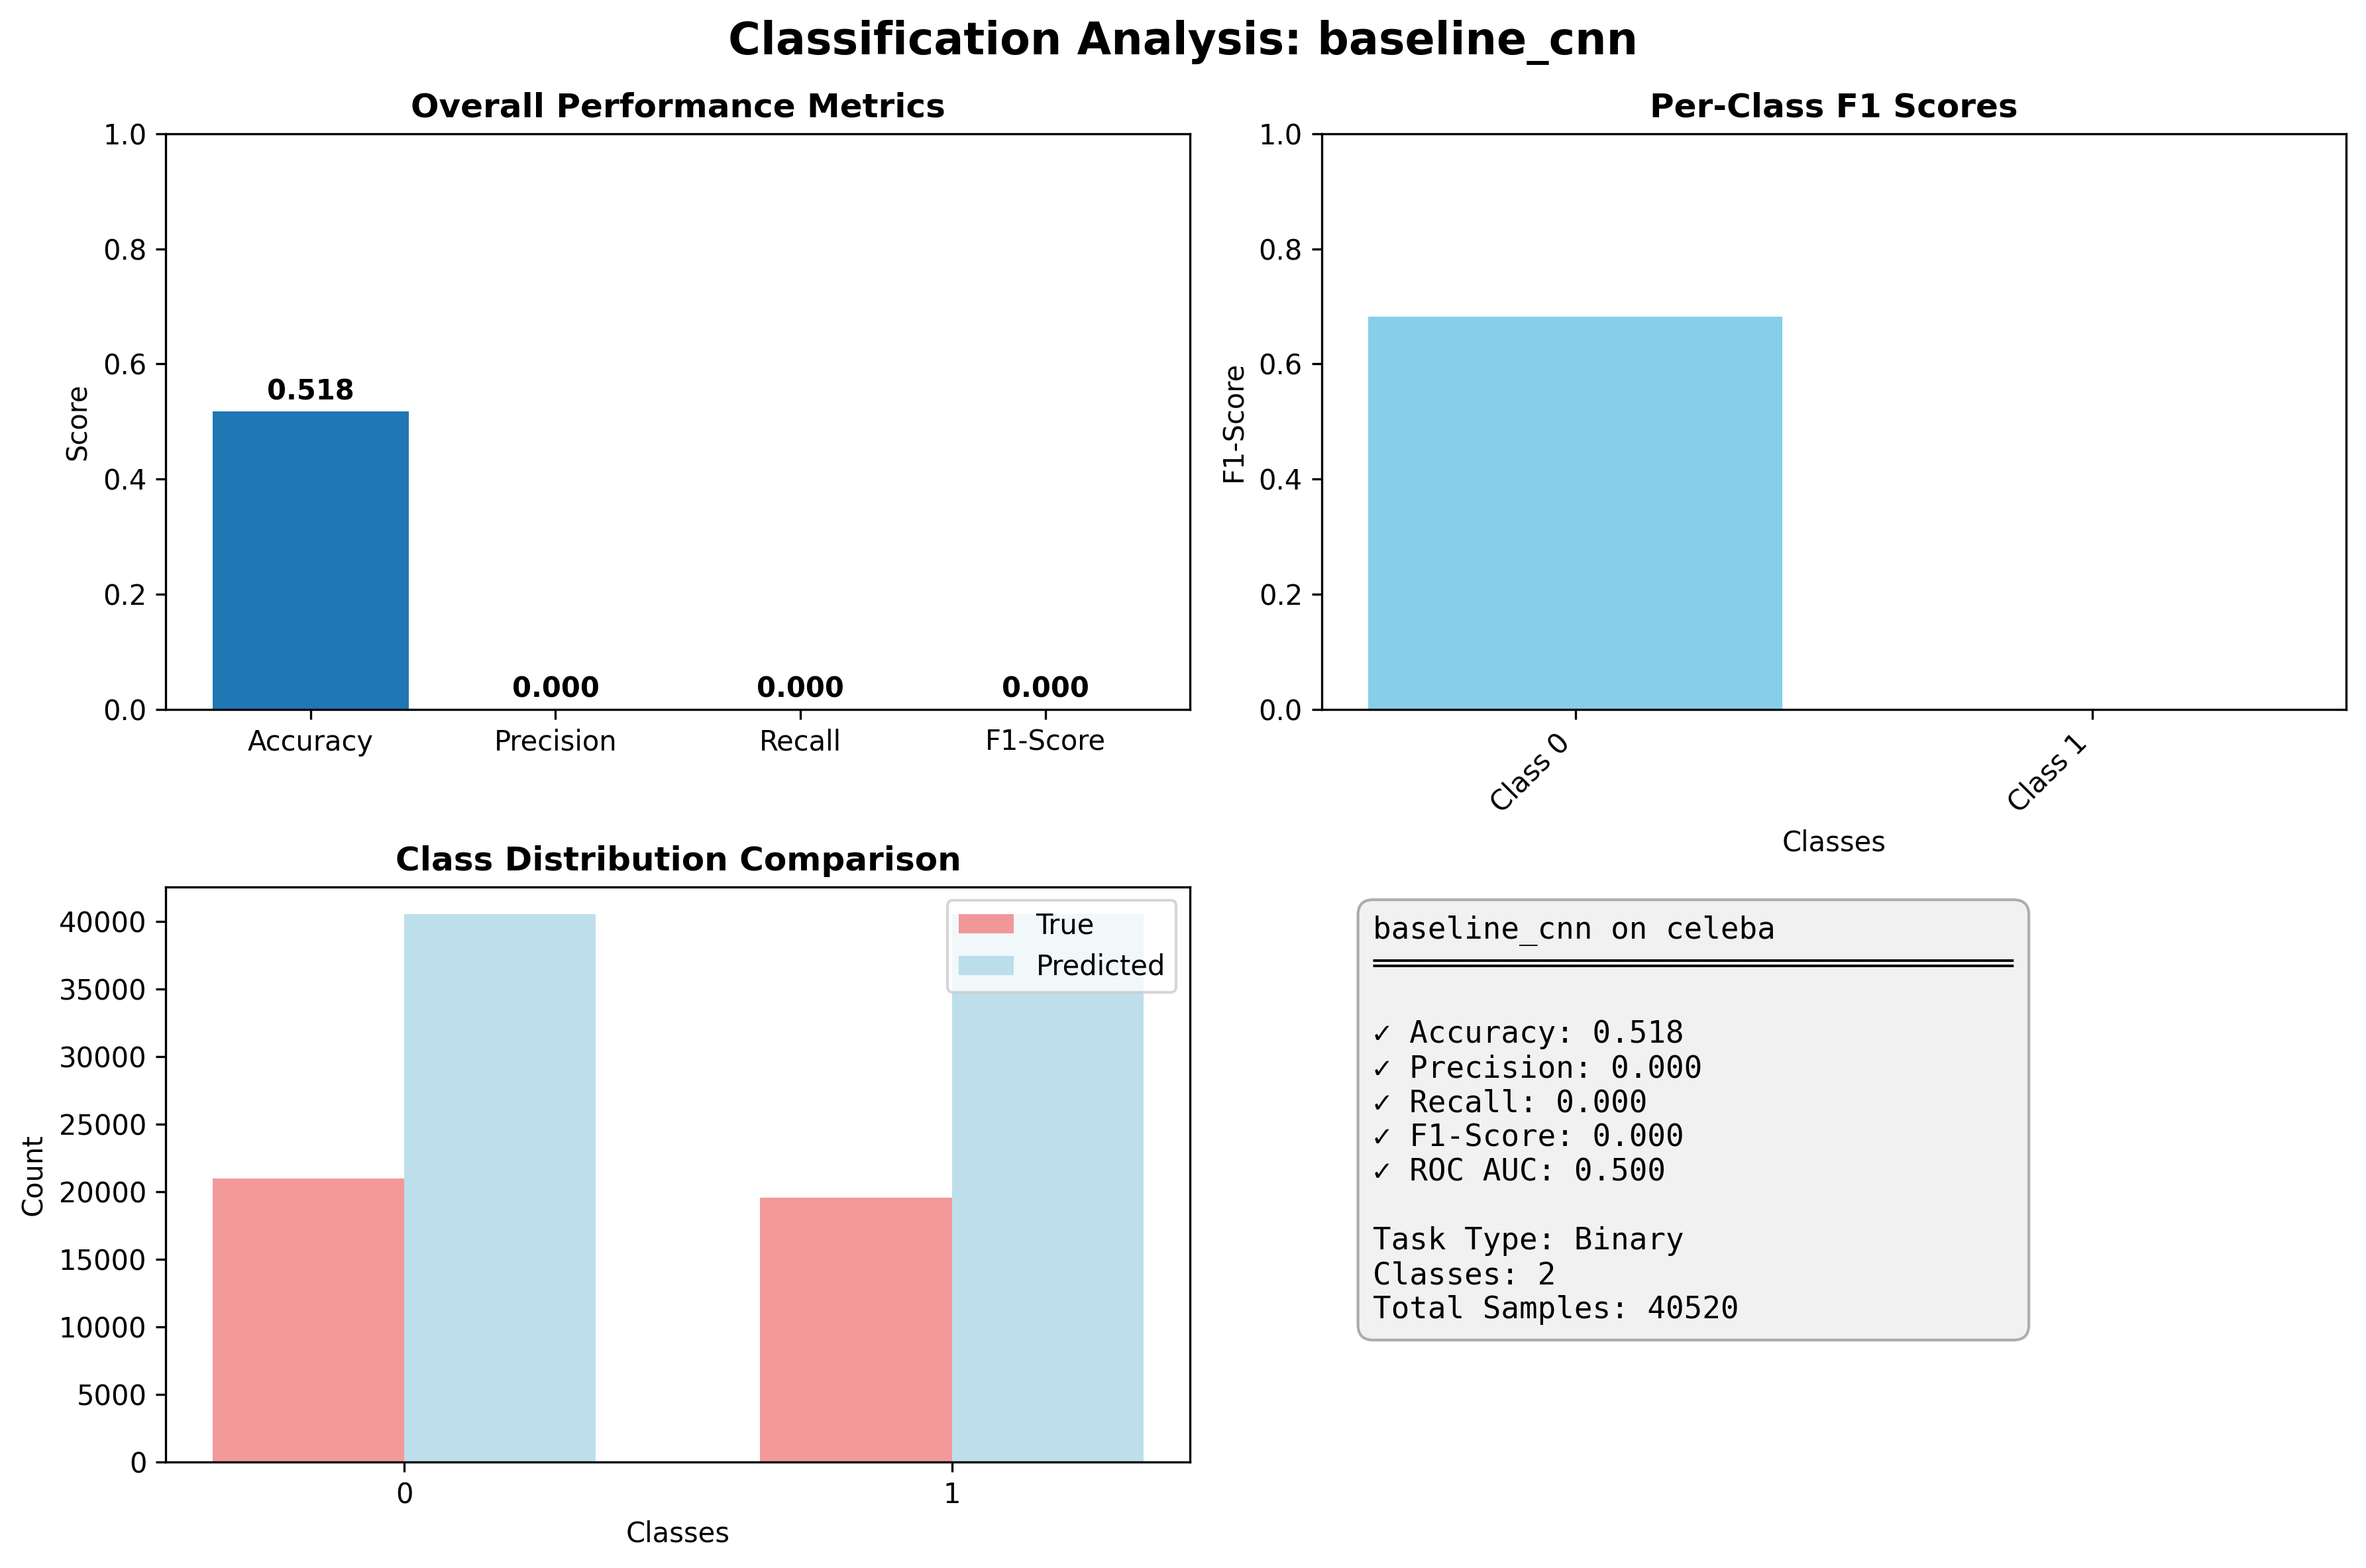 Classification Analysis: baseline_cnn
Overall Performance Metrics
1.0
0.8
0.6
0.4
0.2
0.0
Score
0.518
0.000
0.000
0.000
Accuracy
Precision
Recall
F1-Score
Per-Class F1 Scores
1.0
0.8
0.6
0.4
0.2
0.0
F1-Score
Class 0
Class 1
Classes
Class Distribution Comparison
40000
35000
30000
25000
20000
15000
10000
5000
0
Count
True
Predicted
0
1
Classes
baseline_cnn on celeba
✓ Accuracy: 0.518
✓ Precision: 0.000
✓ Recall: 0.000
✓ F1-Score: 0.000
✓ ROC AUC: 0.500
Task Type: Binary
Classes: 2
Total Samples: 40520